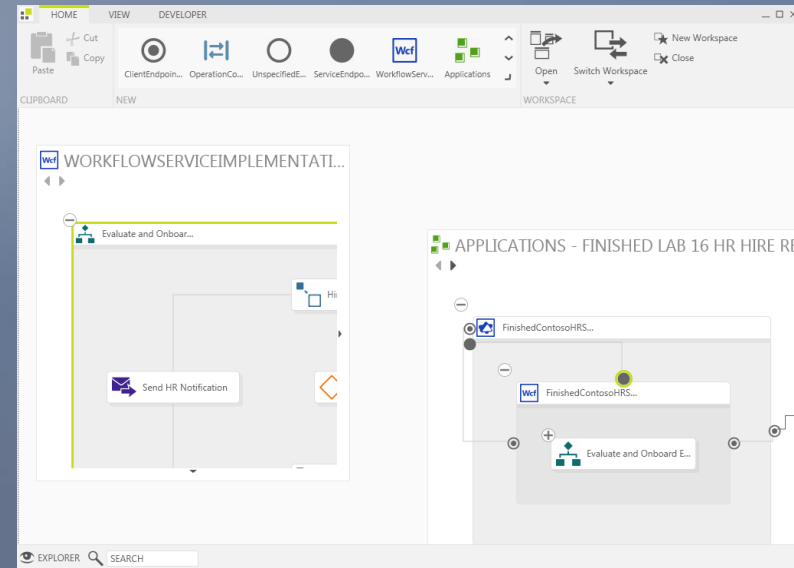 HOME VIEW DEVELOPER
Cut
Copy
Paste
CLIPBOARD
ClientEndpoin... OperationCo... UnspecifiedE... ServiceEndpo... WorkflowServ... Applications
Wcf
NEW
Open Switch Workspace
New Workspace
Close
WORKSPACE
Wcf WORKFLOWSERVICEIMPLEMENTATI...
Evaluate and Onboar...
Hi
Send HR Notification
APPLICATIONS - FINISHED LAB 16 HR HIRE RE
FinishedContosoHRS...
Wcf FinishedContosoHRS...
Evaluate and Onboard E...
EXPLORER SEARCH